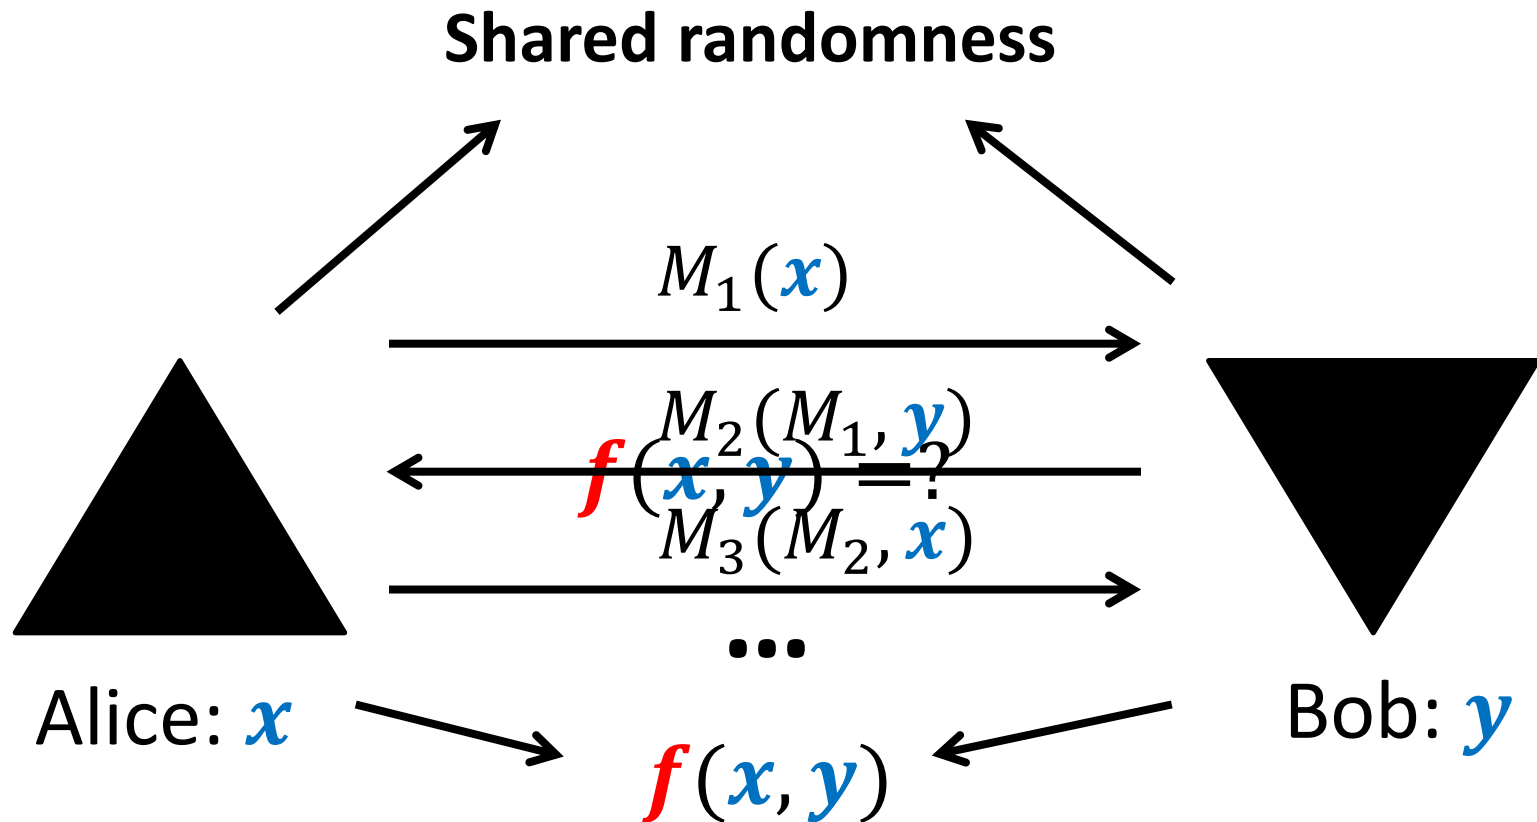 Shared randomness
M₁(x)
M₂(M₁, y)
f(x, y) =?
M₃(M₂, x)
...
Alice: x
Bob: y
f(x, y)